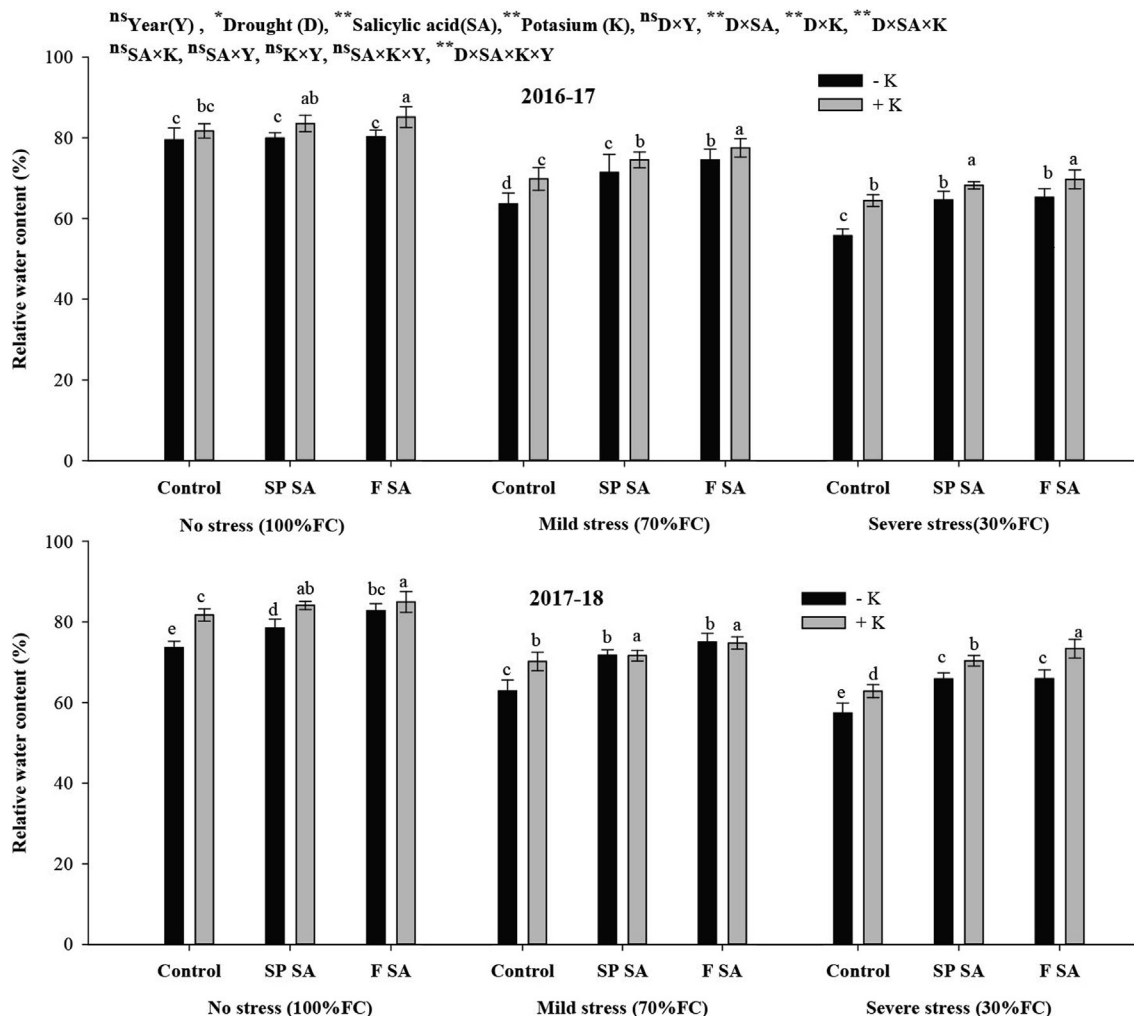 nsYear(Y) , *Drought (D), **Salicylic acid(SA),**Potasium (K), nsD×Y, **D×SA, **D×K, **D×SA×K
nsSA×K, nsSA×Y, nsK×Y, nsSA×K×Y, **D×SA×K×Y
2016-17
- K
+ K
Relative water content (%)
100
80
60
40
20
0
c bc c ab c a
d c c b b a
c b b a b a
Control SP SA F SA Control SP SA F SA Control SP SA F SA
No stress (100%FC) Mild stress (70%FC) Severe stress(30%FC)
2017-18
- K
+ K
Relative water content (%)
100
80
60
40
20
0
e c d ab bc a
c b b a b a
e d c b c a
Control SP SA F SA Control SP SA F SA Control SP SA F SA
No stress (100%FC) Mild stress (70%FC) Severe stress (30%FC)